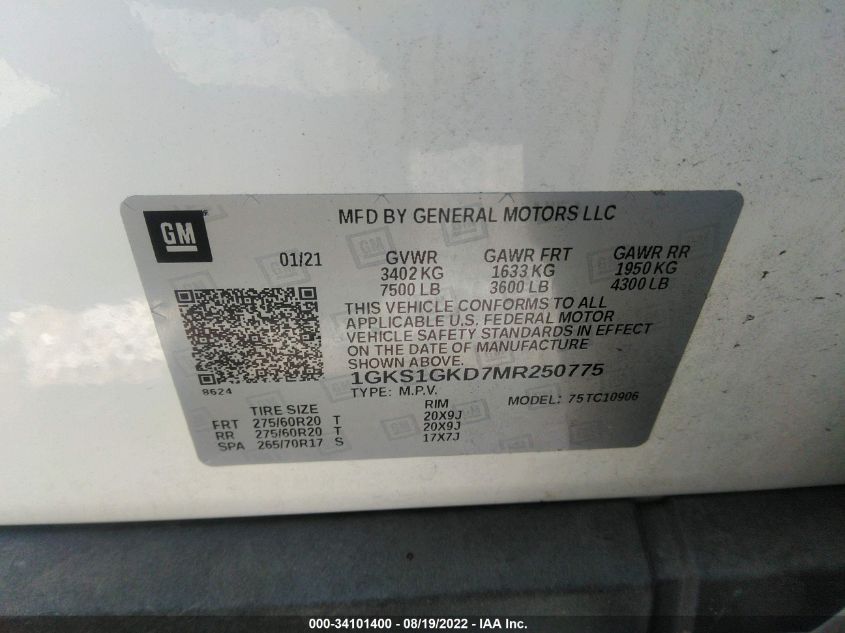 GM
MFD BY GENERAL MOTORS LLC
01/21 GVWR GAWR FRT GAWR RR
3402 KG 1633 KG 1950 KG
7500 LB 3600 LB 4300 LB
THIS VEHICLE CONFORMS TO ALL
APPLICABLE U.S. FEDERAL MOTOR
VEHICLE SAFETY STANDARDS IN EFFECT
ON THE DATE OF MANUFACTURE
SHOWN ABOVE.
1GKS1GKD7MR250775
8624
TYPE: M.P.V. MODEL: 75TC10906
TIRE SIZE RIM
FRT 275/60R20 T 20X9J
RR 275/60R20 T 20X9J
SPA 265/70R17 S 17X7J
000-34101400 - 08/19/2022 - IAA Inc.